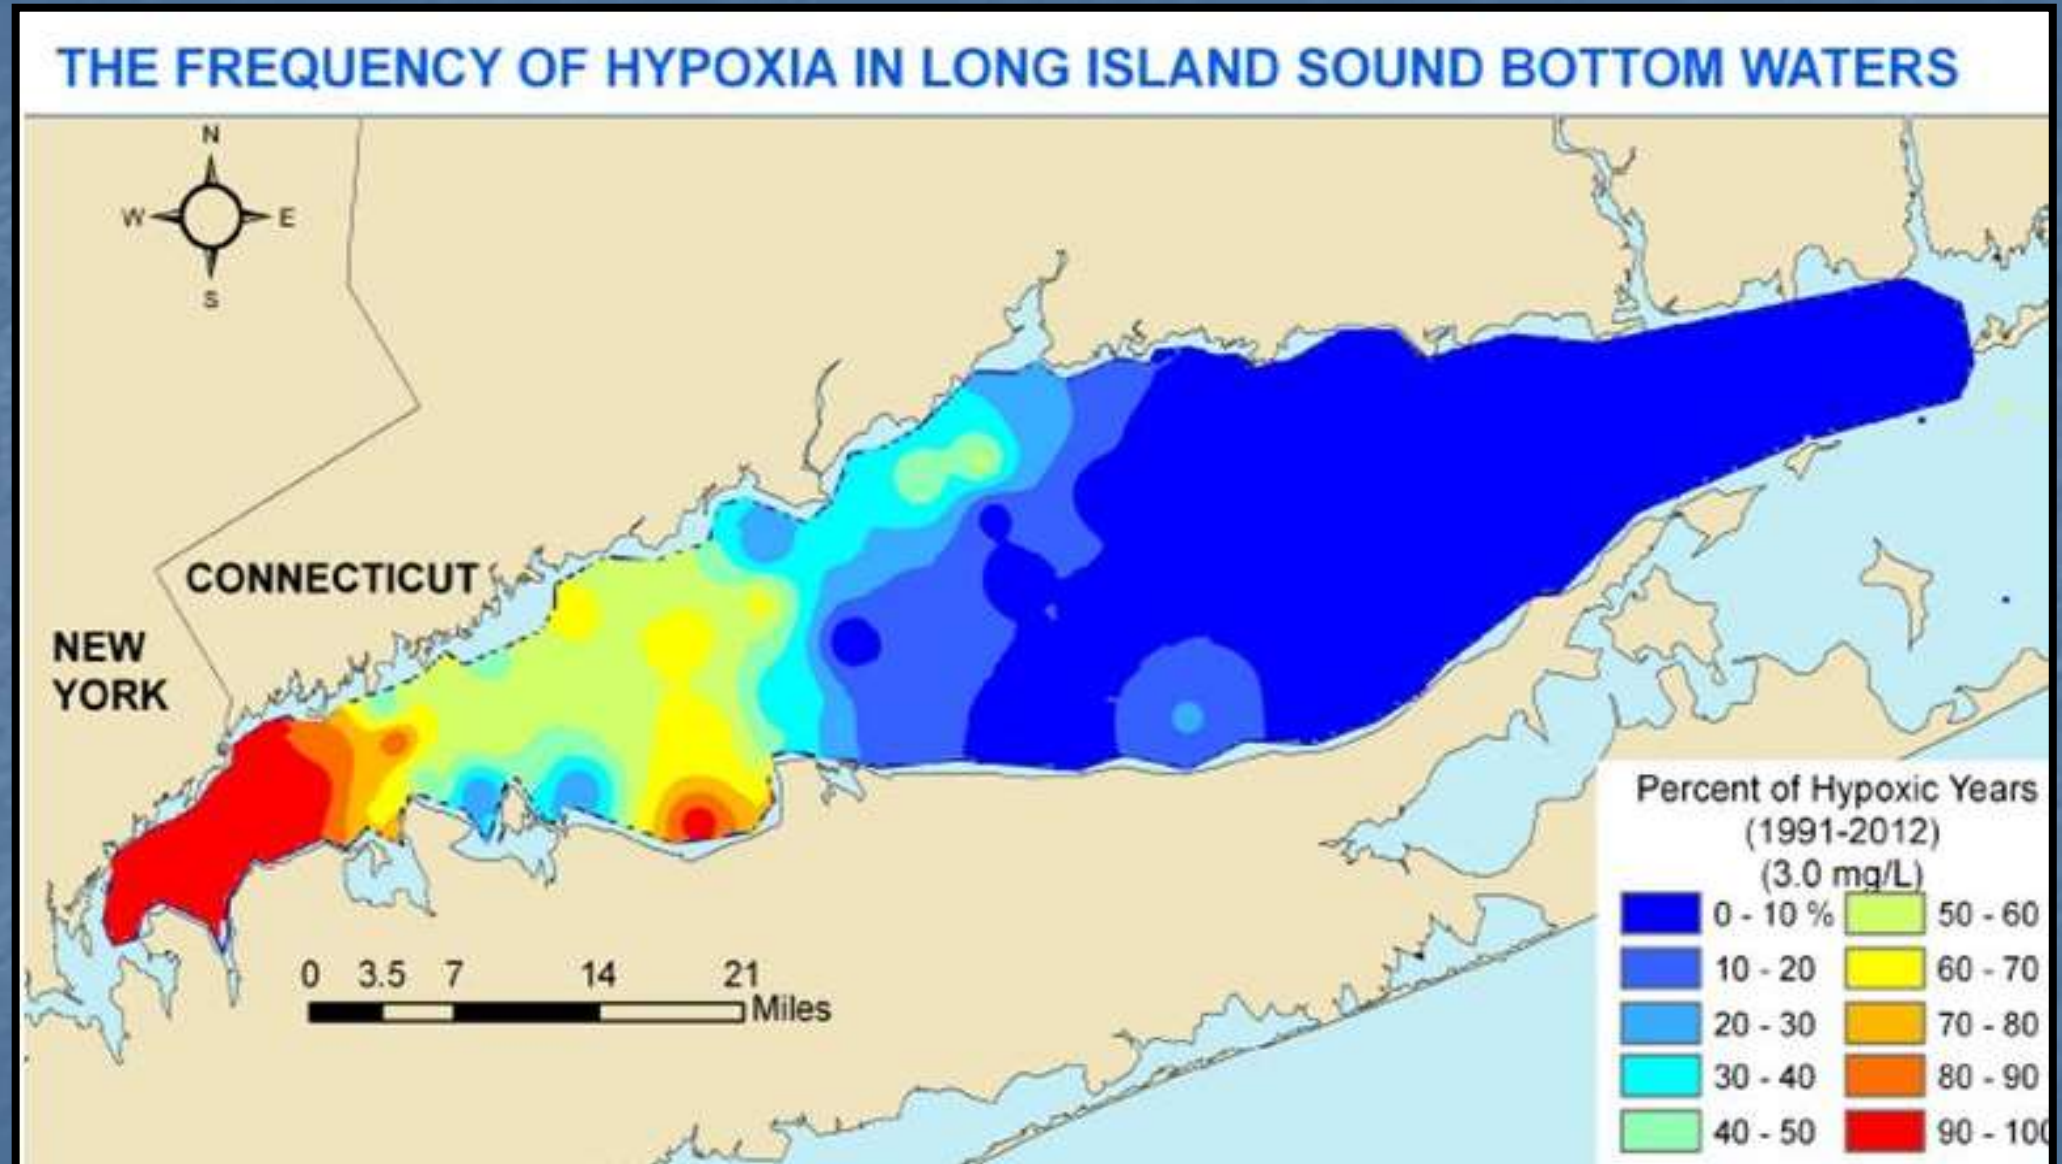 THE FREQUENCY OF HYPOXIA IN LONG ISLAND SOUND BOTTOM WATERS
N
W E
S
CONNECTICUT
NEW
YORK
0 3.5 7 14 21
Miles
Percent of Hypoxic Years
(1991-2012)
(3.0 mg/L)
0 - 10 % 50 - 60
10 - 20 60 - 70
20 - 30 70 - 80
30 - 40 80 - 90
40 - 50 90 - 100